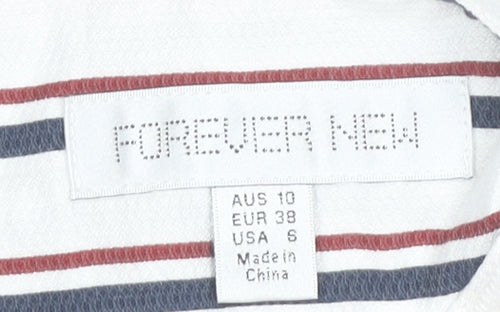 FOREVER NEW
AUS 10
EUR 38
USA 6
Made in
China